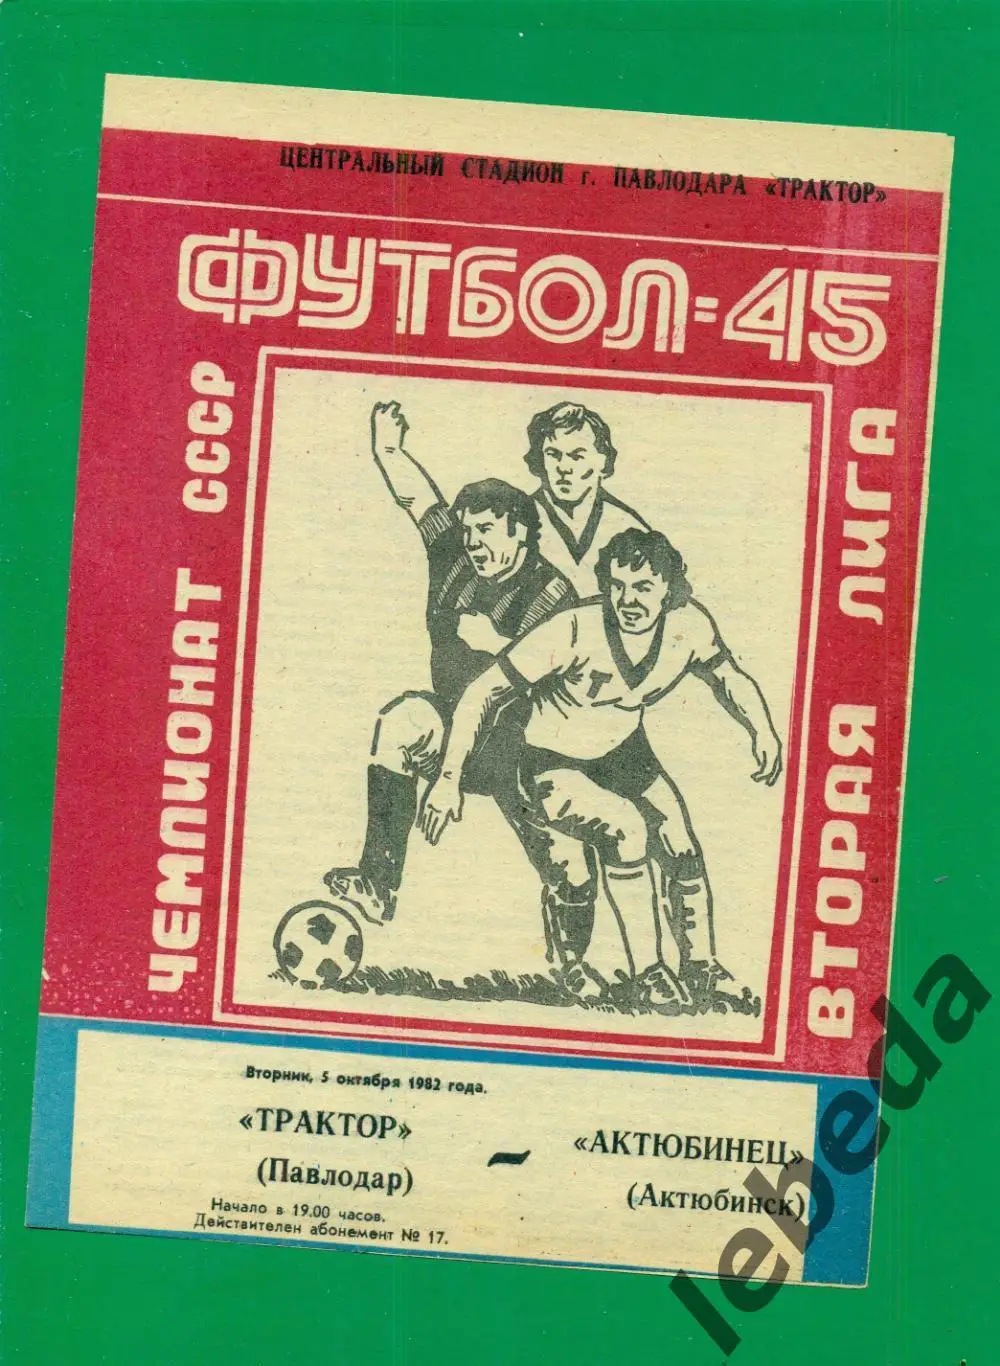 ЦЕНТРАЛЬНЫЙ СТАДИОН г. ПАВЛОДАРА «ТРАКТОР»
ФУТБОЛ-45
ЧЕМПИОНАТ СССР
ВТОРАЯ ЛИГА
Т
Вторник, 5 октября 1982 года.
«ТРАКТОР» – «АКТЮБИНЕЦ»
(Павлодар) (Актюбинск)
Начало в 19.00 часов.
Действителен абонемент № 17.
lebeda